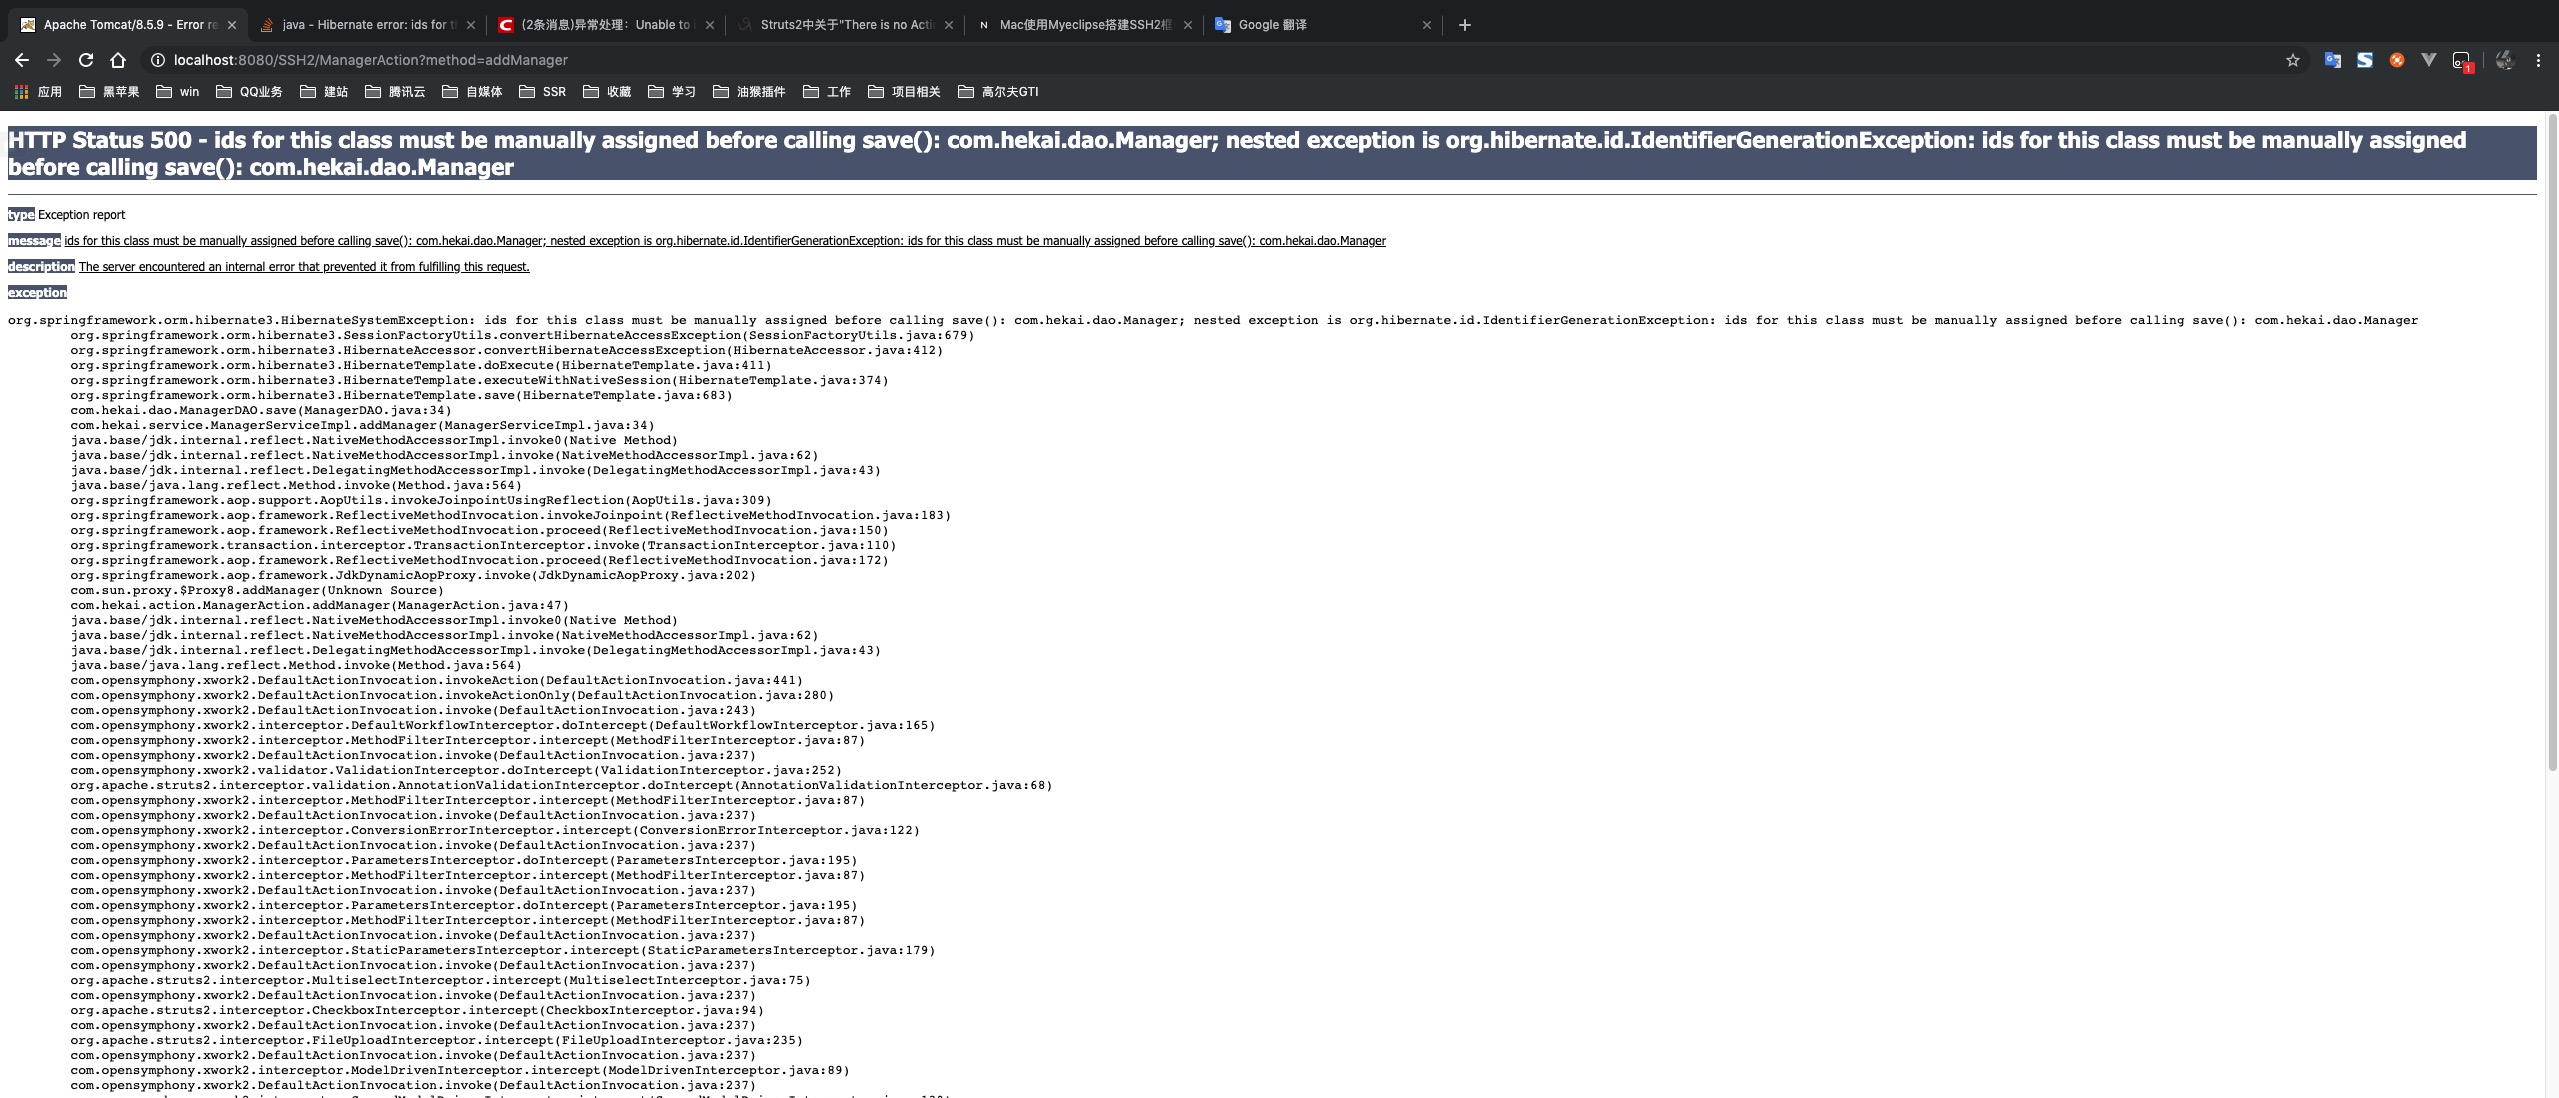 Apache Tomcat/8.5.9 - Error re
java - Hibernate error: ids for t
(2条消息)异常处理：Unable to
Struts2中关于"There is no Acti
Mac使用Myeclipse搭建SSH2框
Google 翻译
localhost:8080/SSH2/ManagerAction?method=addManager
1
应用 黑苹果 win QQ业务 建站 腾讯云 自媒体 SSR 收藏 学习 油猴插件 工作 项目相关 高尔夫GTI
HTTP Status 500 - ids for this class must be manually assigned before calling save(): com.hekai.dao.Manager; nested exception is org.hibernate.id.IdentifierGenerationException: ids for this class must be manually assigned
before calling save(): com.hekai.dao.Manager
type Exception report
message ids for this class must be manually assigned before calling save(): com.hekai.dao.Manager; nested exception is org.hibernate.id.IdentifierGenerationException: ids for this class must be manually assigned before calling save(): com.hekai.dao.Manager
description The server encountered an internal error that prevented it from fulfilling this request.
exception
org.springframework.orm.hibernate3.HibernateSystemException: ids for this class must be manually assigned before calling save(): com.hekai.dao.Manager; nested exception is org.hibernate.id.IdentifierGenerationException: ids for this class must be manually assigned before calling save(): com.hekai.dao.Manager
org.springframework.orm.hibernate3.SessionFactoryUtils.convertHibernateAccessException(SessionFactoryUtils.java:679)
org.springframework.orm.hibernate3.HibernateAccessor.convertHibernateAccessException(HibernateAccessor.java:412)
org.springframework.orm.hibernate3.HibernateTemplate.doExecute(HibernateTemplate.java:411)
org.springframework.orm.hibernate3.HibernateTemplate.executeWithNativeSession(HibernateTemplate.java:374)
org.springframework.orm.hibernate3.HibernateTemplate.save(HibernateTemplate.java:683)
com.hekai.dao.ManagerDAO.save(ManagerDAO.java:34)
com.hekai.service.ManagerServiceImpl.addManager(ManagerServiceImpl.java:34)
java.base/jdk.internal.reflect.NativeMethodAccessorImpl.invoke0(Native Method)
java.base/jdk.internal.reflect.NativeMethodAccessorImpl.invoke(NativeMethodAccessorImpl.java:62)
java.base/jdk.internal.reflect.DelegatingMethodAccessorImpl.invoke(DelegatingMethodAccessorImpl.java:43)
java.base/java.lang.reflect.Method.invoke(Method.java:564)
org.springframework.aop.support.AopUtils.invokeJoinpointUsingReflection(AopUtils.java:309)
org.springframework.aop.framework.ReflectiveMethodInvocation.invokeJoinpoint(ReflectiveMethodInvocation.java:183)
org.springframework.aop.framework.ReflectiveMethodInvocation.proceed(ReflectiveMethodInvocation.java:150)
org.springframework.transaction.interceptor.TransactionInterceptor.invoke(TransactionInterceptor.java:110)
org.springframework.aop.framework.ReflectiveMethodInvocation.proceed(ReflectiveMethodInvocation.java:172)
org.springframework.aop.framework.JdkDynamicAopProxy.invoke(JdkDynamicAopProxy.java:202)
com.sun.proxy.$Proxy8.addManager(Unknown Source)
com.hekai.action.ManagerAction.addManager(ManagerAction.java:47)
java.base/jdk.internal.reflect.NativeMethodAccessorImpl.invoke0(Native Method)
java.base/jdk.internal.reflect.NativeMethodAccessorImpl.invoke(NativeMethodAccessorImpl.java:62)
java.base/jdk.internal.reflect.DelegatingMethodAccessorImpl.invoke(DelegatingMethodAccessorImpl.java:43)
java.base/java.lang.reflect.Method.invoke(Method.java:564)
com.opensymphony.xwork2.DefaultActionInvocation.invokeAction(DefaultActionInvocation.java:441)
com.opensymphony.xwork2.DefaultActionInvocation.invokeActionOnly(DefaultActionInvocation.java:280)
com.opensymphony.xwork2.DefaultActionInvocation.invoke(DefaultActionInvocation.java:243)
com.opensymphony.xwork2.interceptor.DefaultWorkflowInterceptor.doIntercept(DefaultWorkflowInterceptor.java:165)
com.opensymphony.xwork2.interceptor.MethodFilterInterceptor.intercept(MethodFilterInterceptor.java:87)
com.opensymphony.xwork2.DefaultActionInvocation.invoke(DefaultActionInvocation.java:237)
com.opensymphony.xwork2.validator.ValidationInterceptor.doIntercept(ValidationInterceptor.java:252)
org.apache.struts2.interceptor.validation.AnnotationValidationInterceptor.doIntercept(AnnotationValidationInterceptor.java:68)
com.opensymphony.xwork2.interceptor.MethodFilterInterceptor.intercept(MethodFilterInterceptor.java:87)
com.opensymphony.xwork2.DefaultActionInvocation.invoke(DefaultActionInvocation.java:237)
com.opensymphony.xwork2.interceptor.ConversionErrorInterceptor.intercept(ConversionErrorInterceptor.java:122)
com.opensymphony.xwork2.DefaultActionInvocation.invoke(DefaultActionInvocation.java:237)
com.opensymphony.xwork2.interceptor.ParametersInterceptor.doIntercept(ParametersInterceptor.java:195)
com.opensymphony.xwork2.interceptor.MethodFilterInterceptor.intercept(MethodFilterInterceptor.java:87)
com.opensymphony.xwork2.DefaultActionInvocation.invoke(DefaultActionInvocation.java:237)
com.opensymphony.xwork2.interceptor.ParametersInterceptor.doIntercept(ParametersInterceptor.java:195)
com.opensymphony.xwork2.interceptor.MethodFilterInterceptor.intercept(MethodFilterInterceptor.java:87)
com.opensymphony.xwork2.DefaultActionInvocation.invoke(DefaultActionInvocation.java:237)
com.opensymphony.xwork2.interceptor.StaticParametersInterceptor.intercept(StaticParametersInterceptor.java:179)
com.opensymphony.xwork2.DefaultActionInvocation.invoke(DefaultActionInvocation.java:237)
org.apache.struts2.interceptor.MultiselectInterceptor.intercept(MultiselectInterceptor.java:75)
com.opensymphony.xwork2.DefaultActionInvocation.invoke(DefaultActionInvocation.java:237)
org.apache.struts2.interceptor.CheckboxInterceptor.intercept(CheckboxInterceptor.java:94)
com.opensymphony.xwork2.DefaultActionInvocation.invoke(DefaultActionInvocation.java:237)
org.apache.struts2.interceptor.FileUploadInterceptor.intercept(FileUploadInterceptor.java:235)
com.opensymphony.xwork2.DefaultActionInvocation.invoke(DefaultActionInvocation.java:237)
com.opensymphony.xwork2.interceptor.ModelDrivenInterceptor.intercept(ModelDrivenInterceptor.java:89)
com.opensymphony.xwork2.DefaultActionInvocation.invoke(DefaultActionInvocation.java:237)